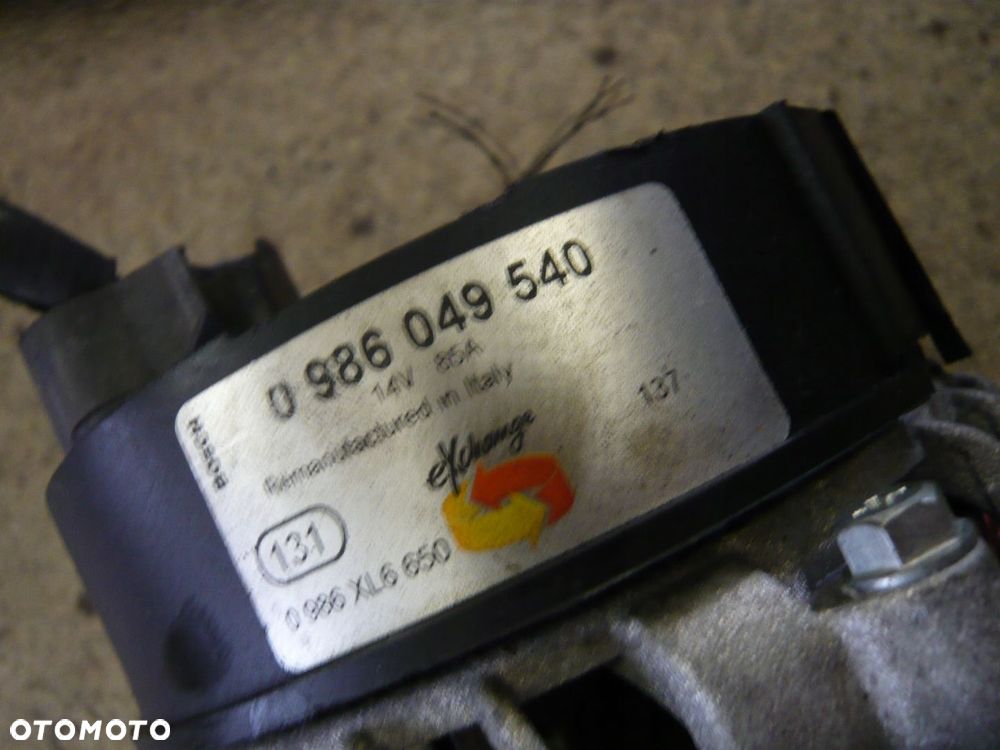 0 986 049 540
14V 85A
Remanufactured in Italy
BOSCH
137
eXchange
131
0 986 XL6 650
OTOMOTO